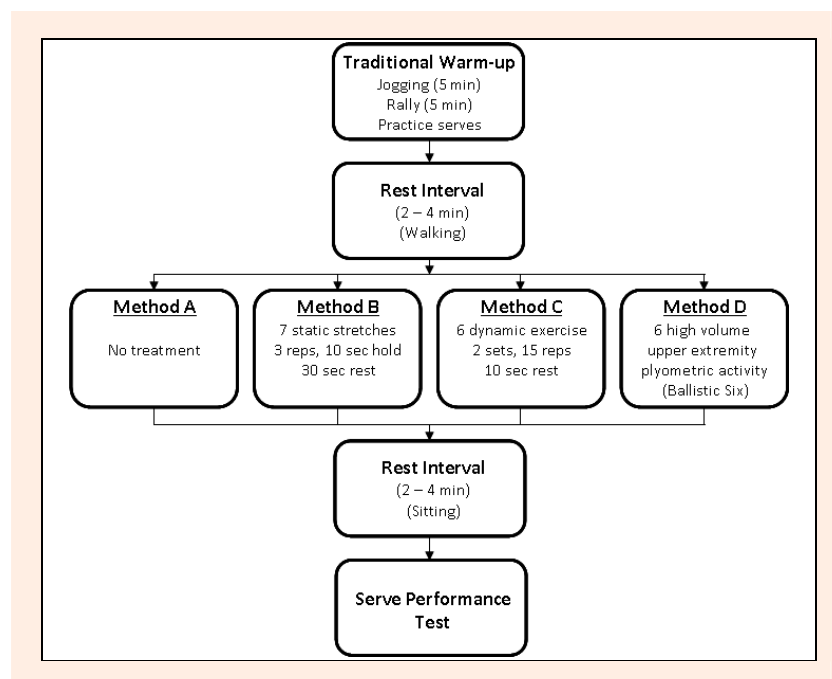 Traditional Warm-up
Jogging (5 min)
Rally (5 min)
Practice serves
Rest Interval
(2 – 4 min)
(Walking)
Method A
No treatment
Method B
7 static stretches
3 reps, 10 sec hold
30 sec rest
Method C
6 dynamic exercise
2 sets, 15 reps
10 sec rest
Method D
6 high volume
upper extremity
plyometric activity
(Ballistic Six)
Rest Interval
(2 – 4 min)
(Sitting)
Serve Performance
Test